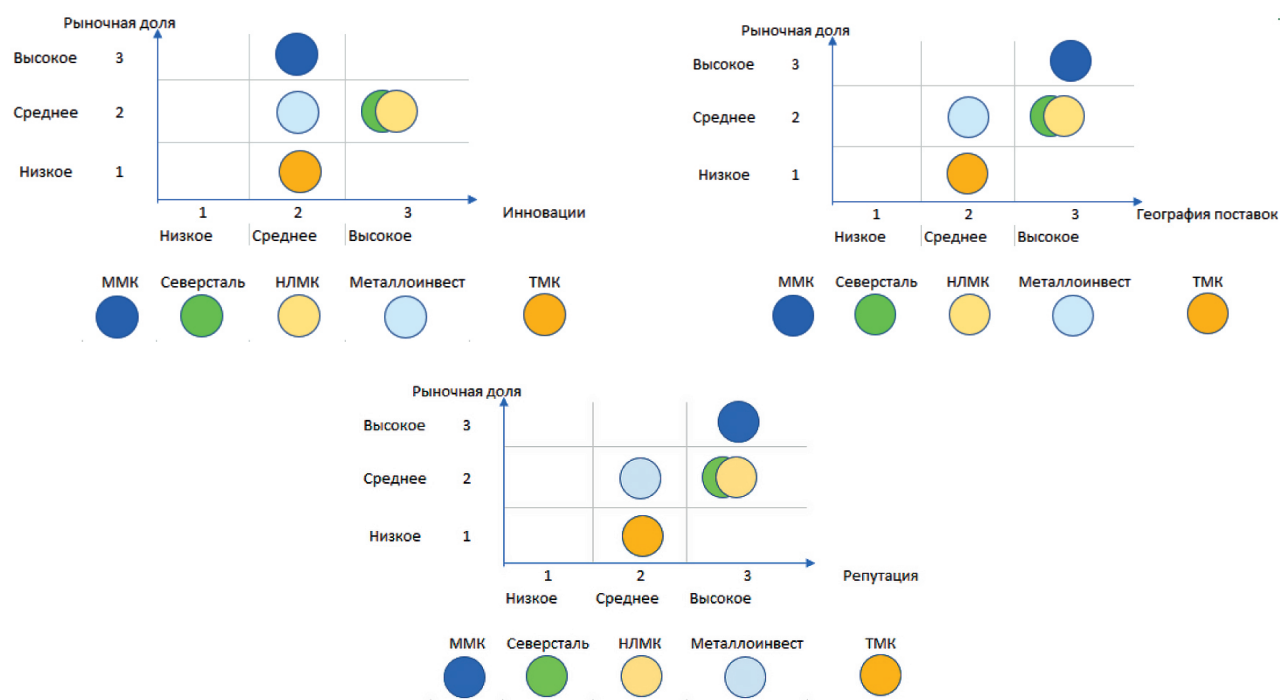 Рыночная доля
Высокое 3
Среднее 2
Низкое 1
1 2 3 Инновации
Низкое Среднее Высокое
ММК Северсталь НЛМК Металлоинвест ТМК
Рыночная доля
Высокое 3
Среднее 2
Низкое 1
1 2 3 География поставок
Низкое Среднее Высокое
ММК Северсталь НЛМК Металлоинвест ТМК
Рыночная доля
Высокое 3
Среднее 2
Низкое 1
1 2 3 Репутация
Низкое Среднее Высокое
ММК Северсталь НЛМК Металлоинвест ТМК